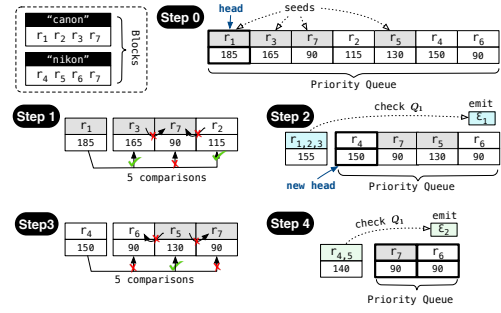 "canon"
r1 r2 r3 r7
"nikon"
r4 r5 r6 r7
Blocks
Step 0
head
seeds
r1 r3 r7 r2 r5 r4 r6
185 165 90 115 130 150 90
Priority Queue
Step 1
r1 r3 r7 r2
185 165 90 115
5 comparisons
Step 2
check Q1
emit
ε1
r1,2,3 r4 r7 r5 r6
155 150 90 130 90
new head
Priority Queue
Step3
r4 r6 r5 r7
150 90 130 90
5 comparisons
Step 4
check Q1
emit
ε2
r4,5 r7 r6
140 90 90
Priority Queue